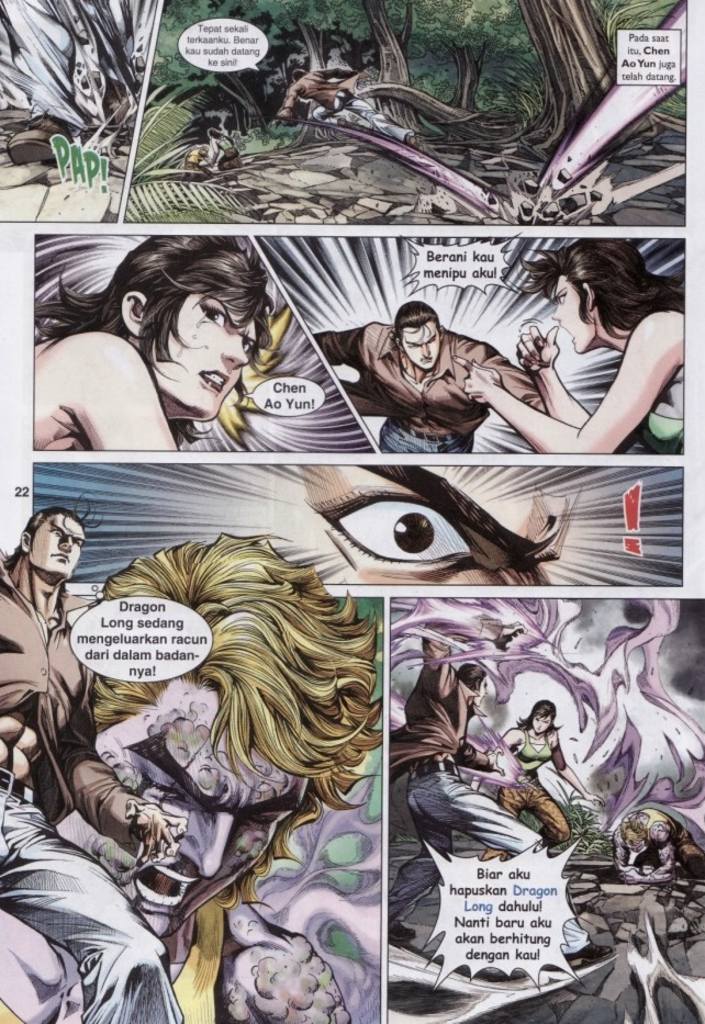 Tepat sekali
terkaanku. Benar
kau sudah datang
ke sini!
Pada saat
itu, Chen
Ao Yun juga
telah datang.
PAP!
Chen
Ao Yun!
Berani kau
menipu aku!
22
!
Dragon
Long sedang
mengeluarkan racun
dari dalam badan-
nya!
Biar aku
hapuskan Dragon
Long dahulu!
Nanti baru aku
akan berhitung
dengan kau!